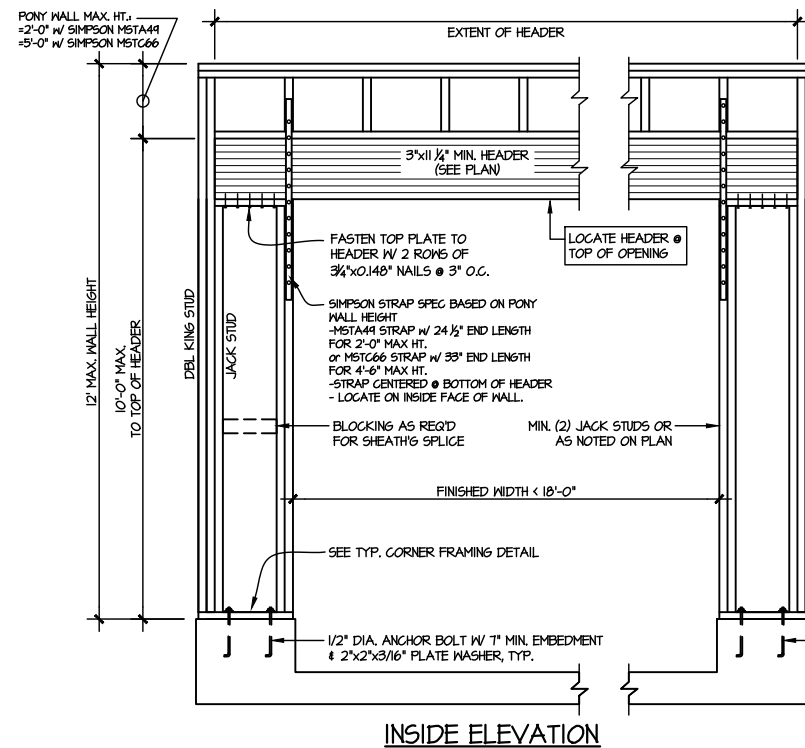 PONY WALL MAX. HT.:
=2'-0" W/ SIMPSON MSTA49
=5'-0" W/ SIMPSON MSTC66
EXTENT OF HEADER
3"x11 1/4" MIN. HEADER
(SEE PLAN)
FASTEN TOP PLATE TO
HEADER W/ 2 ROWS OF
3 1/4"x0.148" NAILS @ 3" O.C.
LOCATE HEADER @
TOP OF OPENING
SIMPSON STRAP SPEC BASED ON PONY
WALL HEIGHT
-MSTA49 STRAP W/ 24 1/2" END LENGTH
FOR 2'-0" MAX HT.
or MSTC66 STRAP W/ 33" END LENGTH
FOR 4'-6" MAX HT.
-STRAP CENTERED @ BOTTOM OF HEADER
- LOCATE ON INSIDE FACE OF WALL.
12' MAX. WALL HEIGHT
10'-0" MAX.
TO TOP OF HEADER
DBL KING STUD
JACK STUD
BLOCKING AS REQ'D
FOR SHEATH'G SPLICE
MIN. (2) JACK STUDS OR
AS NOTED ON PLAN
FINISHED WIDTH < 18'-0"
SEE TYP. CORNER FRAMING DETAIL
1/2" DIA. ANCHOR BOLT W/ 7" MIN. EMBEDMENT
& 2"x2"x3/16" PLATE WASHER, TYP.
INSIDE ELEVATION